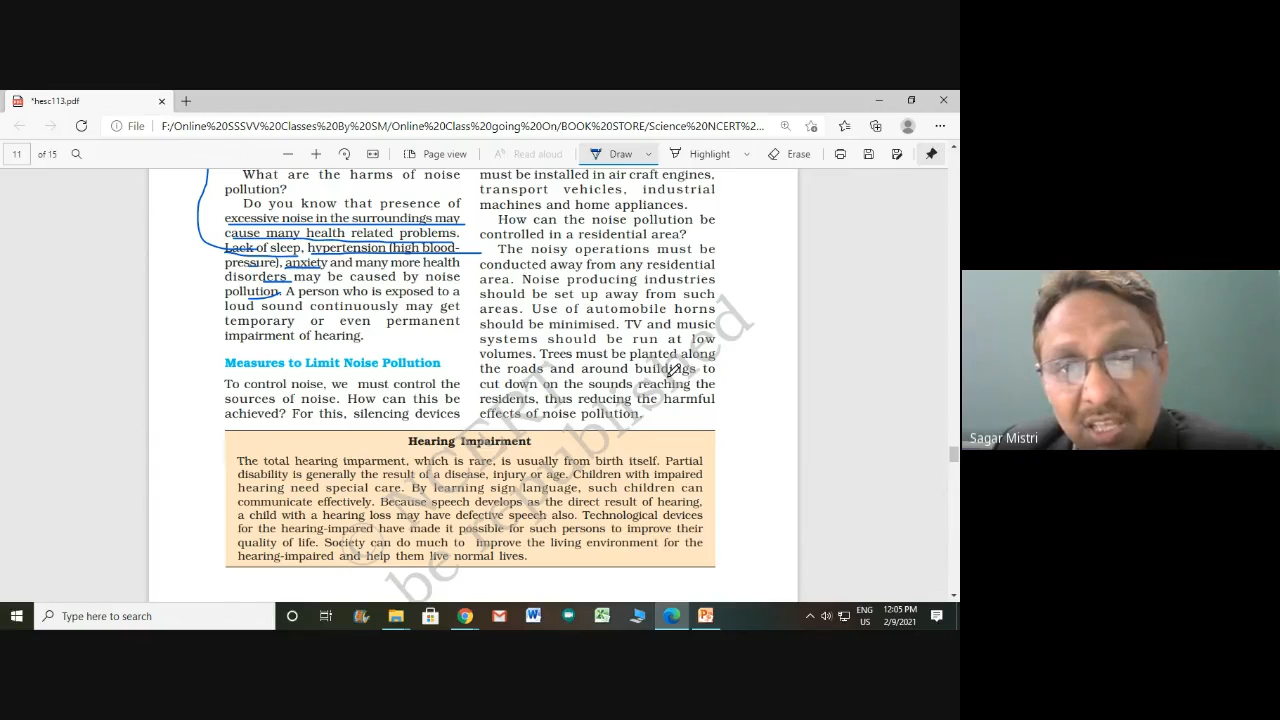 *hesc113.pdf
File
F:/Online%20SSSVV%20Classes%20By%20SM/Online%20Class%20going%20On/BOOK%20STORE/Science%20NCERT%2...
11 of 15
Page view
Read aloud
Draw
Highlight
Erase
What are the harms of noise
pollution?
Do you know that presence of
excessive noise in the surroundings may
cause many health related problems.
Lack of sleep, hypertension (high blood-
pressure), anxiety and many more health
disorders may be caused by noise
pollution. A person who is exposed to a
loud sound continuously may get
temporary or even permanent
impairment of hearing.
Measures to Limit Noise Pollution
To control noise, we must control the
sources of noise. How can this be
achieved? For this, silencing devices
must be installed in air craft engines,
transport vehicles, industrial
machines and home appliances.
How can the noise pollution be
controlled in a residential area?
The noisy operations must be
conducted away from any residential
area. Noise producing industries
should be set up away from such
areas. Use of automobile horns
should be minimised. TV and music
systems should be run at low
volumes. Trees must be planted along
the roads and around buildings to
cut down on the sounds reaching the
residents, thus reducing the harmful
effects of noise pollution.
Hearing Impairment
The total hearing imparment, which is rare, is usually from birth itself. Partial
disability is generally the result of a disease, injury or age. Children with impaired
hearing need special care. By learning sign language, such children can
communicate effectively. Because speech develops as the direct result of hearing,
a child with a hearing loss may have defective speech also. Technological devices
for the hearing-impared have made it possible for such persons to improve their
quality of life. Society can do much to improve the living environment for the
hearing-impaired and help them live normal lives.
© NCERT
be republished
Sagar Mistri
Type here to search
ENG
US
12:05 PM
2/9/2021